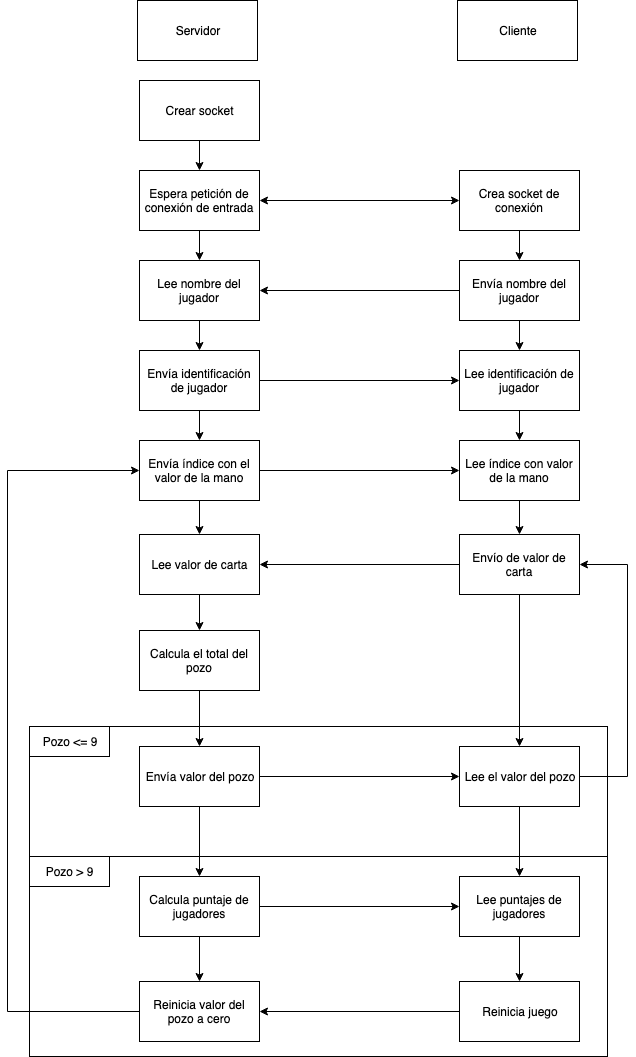 Servidor
Cliente
Crear socket
Espera petición de
conexión de entrada
Crea socket de
conexión
Lee nombre del
jugador
Envía nombre del
jugador
Envía identificación
de jugador
Lee identificación de
jugador
Envía índice con el
valor de la mano
Lee índice con valor
de la mano
Lee valor de carta
Envío de valor de
carta
Calcula el total del
pozo
Pozo <= 9
Envía valor del pozo
Lee el valor del pozo
Pozo > 9
Calcula puntaje de
jugadores
Lee puntajes de
jugadores
Reinicia valor del
pozo a cero
Reinicia juego